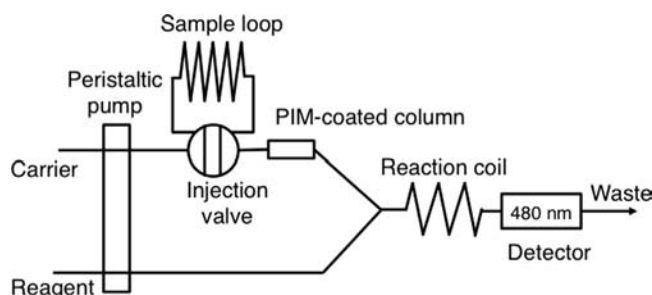 Sample loop
Peristaltic
pump
PIM-coated column
Carrier
Injection
valve
Reaction coil
Waste
480 nm
Detector
Reagent